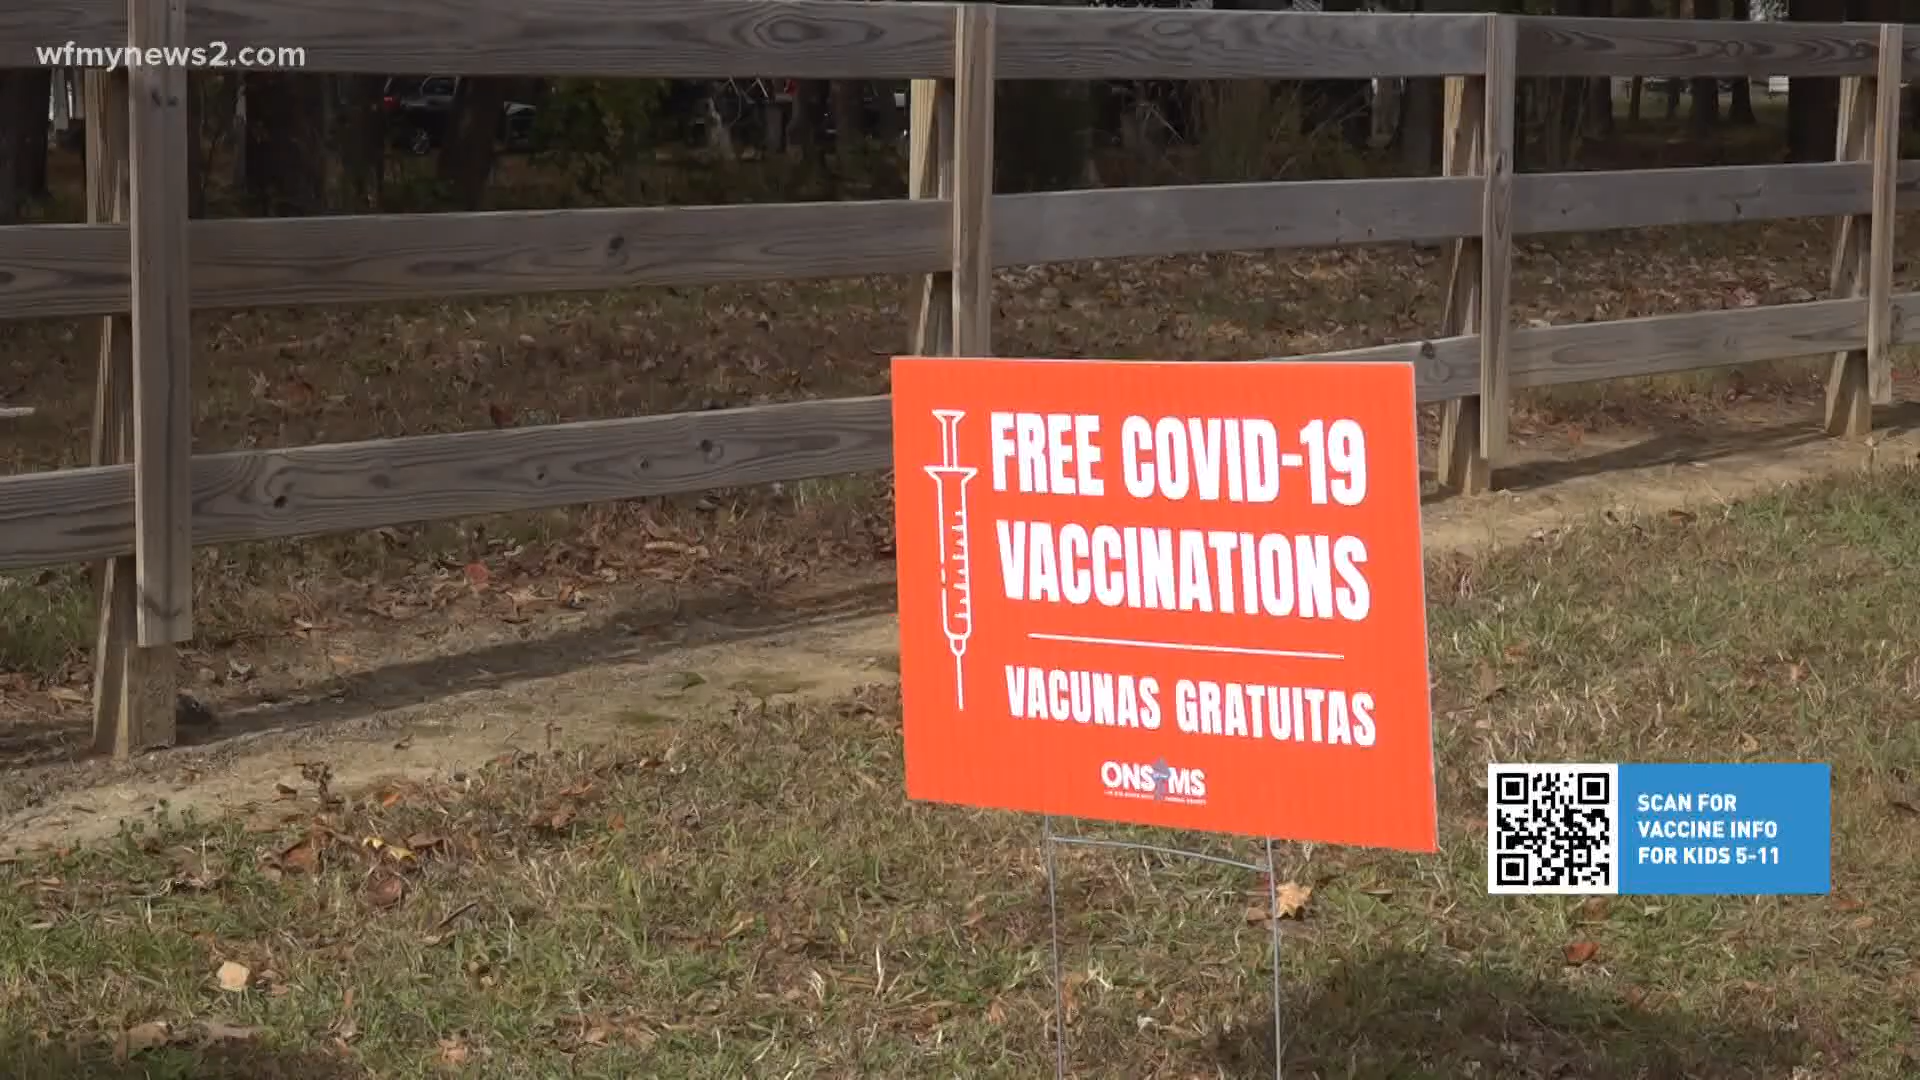 wfmynews2.com
FREE COVID-19
VACCINATIONS
VACUNAS GRATUITAS
ONSMS
SCAN FOR
VACCINE INFO
FOR KIDS 5-11